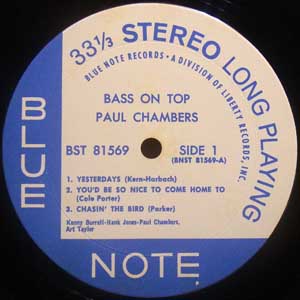 33 1/3 STEREO LONG PLAYING
BLUE NOTE RECORDS • A DIVISION OF LIBERTY RECORDS, INC.
BASS ON TOP
PAUL CHAMBERS
BST 81569 SIDE 1
(BNST 81569-A)
1. YESTERDAYS (Kern-Harbach)
2. YOU'D BE SO NICE TO COME HOME TO
(Cole Porter)
3. CHASIN' THE BIRD (Parker)
Kenny Burrell-Hank Jones-Paul Chambers,
Art Taylor
BLUE
NOTE